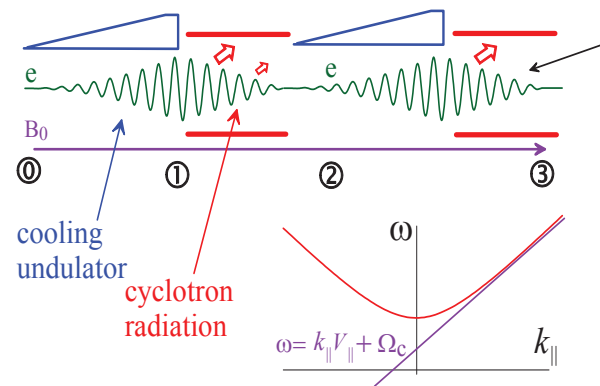 e
e
B₀
⓪
①
②
③
cooling
undulator
cyclotron
radiation
ω
ω= k∥V∥+ Ωc
k∥